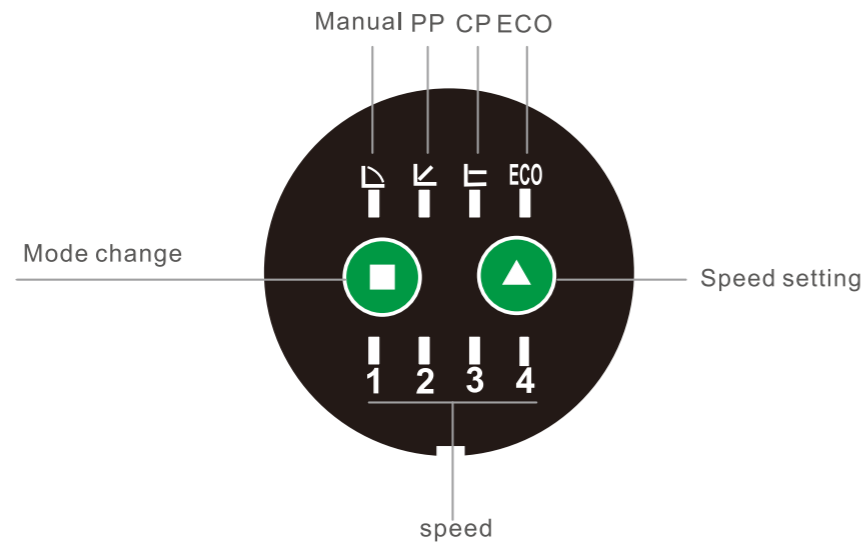 Manual PP CP ECO
ECO
Mode change
Speed setting
1 2 3 4
speed